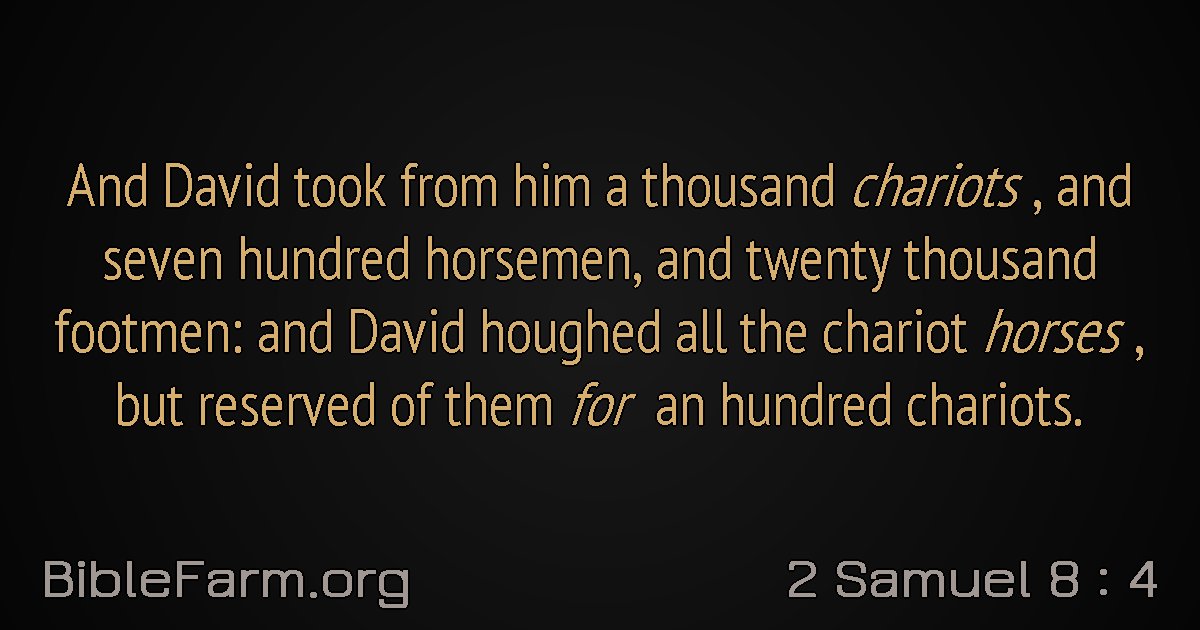 And David took from him a thousand chariots , and
seven hundred horsemen, and twenty thousand
footmen: and David houghed all the chariot horses ,
but reserved of them for an hundred chariots.
BibleFarm.org
2 Samuel 8 : 4